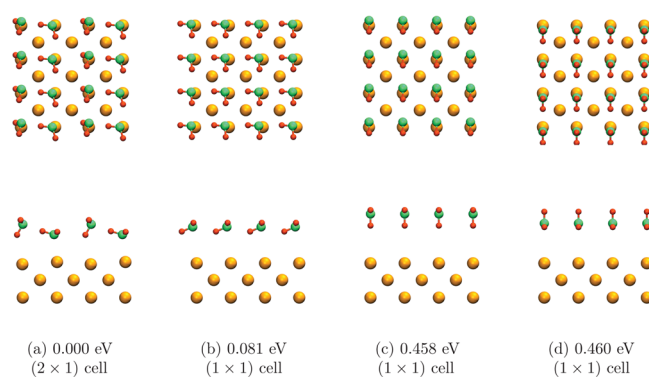 (a) 0.000 eV
(2 × 1) cell
(b) 0.081 eV
(1 × 1) cell
(c) 0.458 eV
(1 × 1) cell
(d) 0.460 eV
(1 × 1) cell